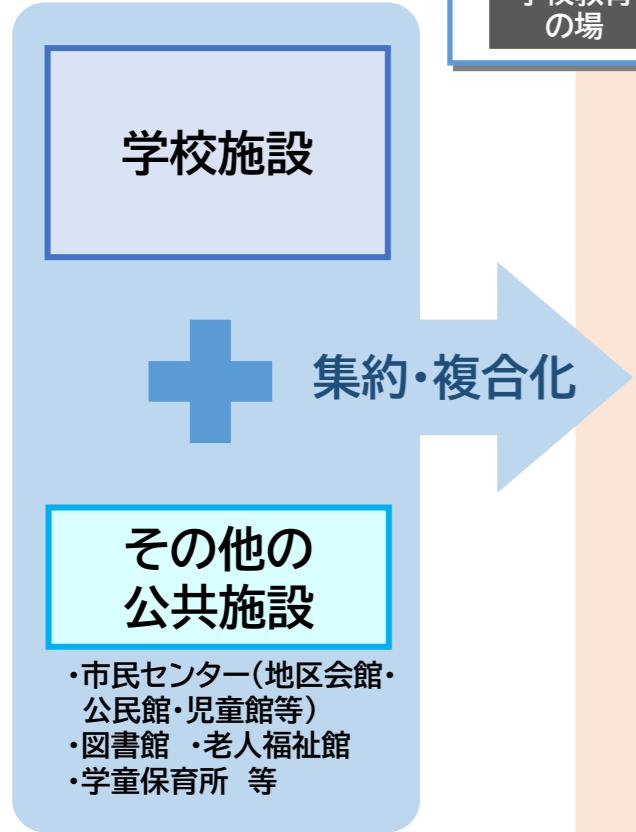 の場
学校施設
集約・複合化
その他の
公共施設
・市民センター(地区会館・
公民館・児童館等)
・図書館 ・老人福祉館
・学童保育所 等